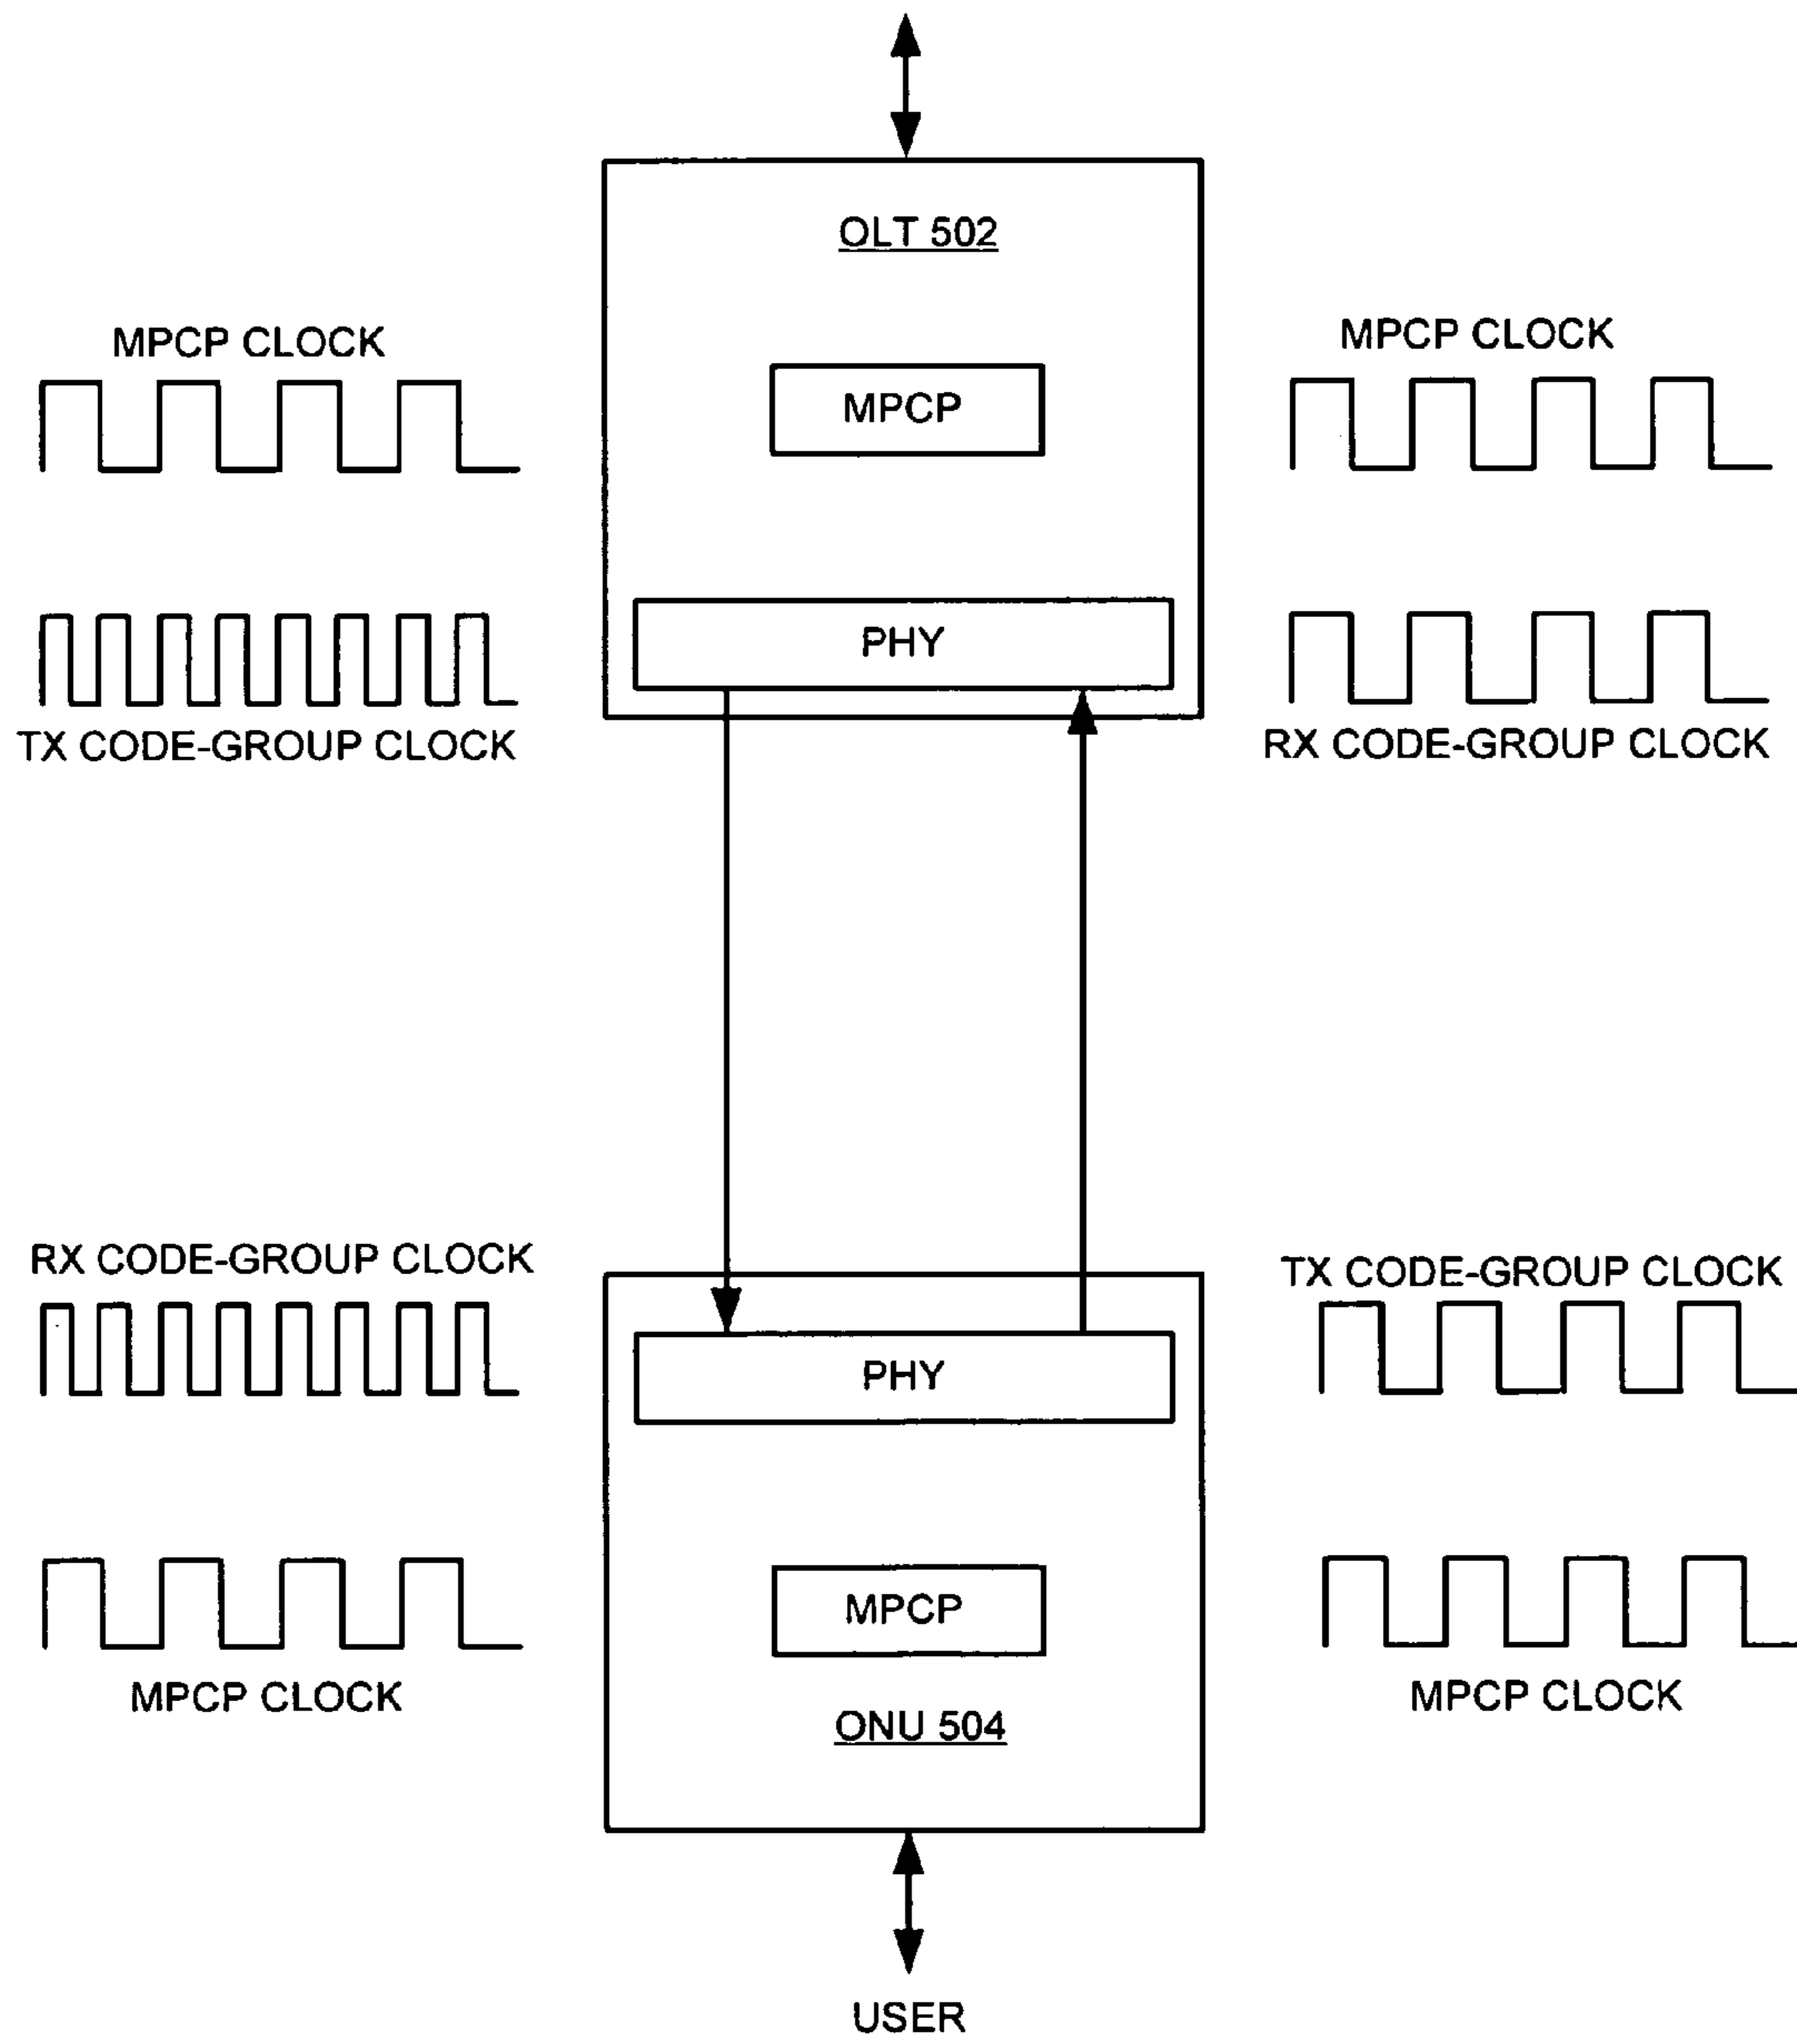 OLT 502
MPCP CLOCK
MPCP CLOCK
MPCP
PHY
TX CODE-GROUP CLOCK
RX CODE-GROUP CLOCK
RX CODE-GROUP CLOCK
TX CODE-GROUP CLOCK
PHY
MPCP
MPCP CLOCK
MPCP CLOCK
ONU 504
USER